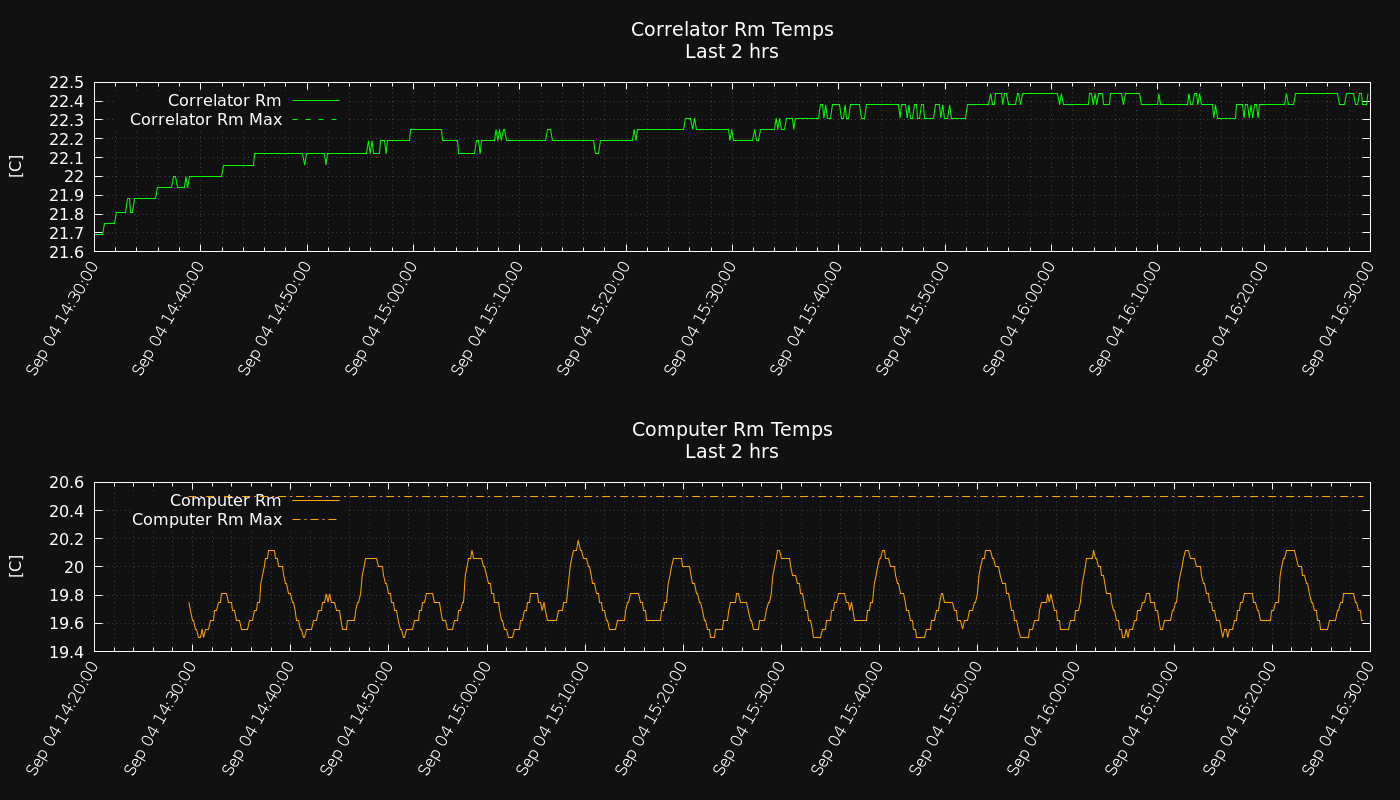 Correlator Rm Temps
Last 2 hrs
[C]
22.5
22.4
22.3
22.2
22.1
22
21.9
21.8
21.7
21.6
Correlator Rm
Correlator Rm Max
Sep 04 14:30:00
Sep 04 14:40:00
Sep 04 14:50:00
Sep 04 15:00:00
Sep 04 15:10:00
Sep 04 15:20:00
Sep 04 15:30:00
Sep 04 15:40:00
Sep 04 15:50:00
Sep 04 16:00:00
Sep 04 16:10:00
Sep 04 16:20:00
Sep 04 16:30:00
Computer Rm Temps
Last 2 hrs
[C]
20.6
20.4
20.2
20
19.8
19.6
19.4
Computer Rm
Computer Rm Max
Sep 04 14:20:00
Sep 04 14:30:00
Sep 04 14:40:00
Sep 04 14:50:00
Sep 04 15:00:00
Sep 04 15:10:00
Sep 04 15:20:00
Sep 04 15:30:00
Sep 04 15:40:00
Sep 04 15:50:00
Sep 04 16:00:00
Sep 04 16:10:00
Sep 04 16:20:00
Sep 04 16:30:00